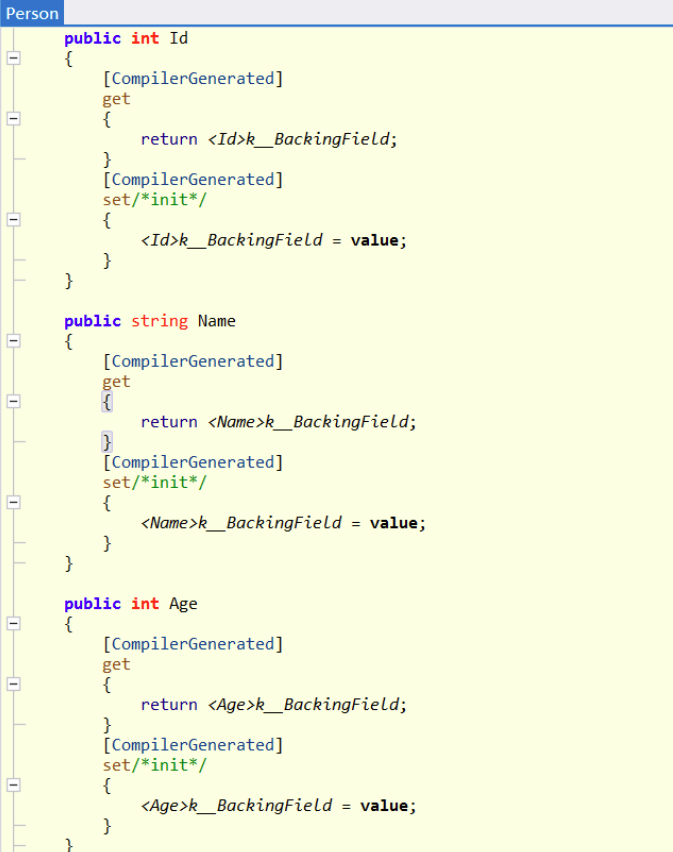 Person
public int Id
{
[CompilerGenerated]
get
{
return <Id>k__BackingField;
}
[CompilerGenerated]
set/*init*/
{
<Id>k__BackingField = value;
}
}
public string Name
{
[CompilerGenerated]
get
{
return <Name>k__BackingField;
}
[CompilerGenerated]
set/*init*/
{
<Name>k__BackingField = value;
}
}
public int Age
{
[CompilerGenerated]
get
{
return <Age>k__BackingField;
}
[CompilerGenerated]
set/*init*/
{
<Age>k__BackingField = value;
}
}